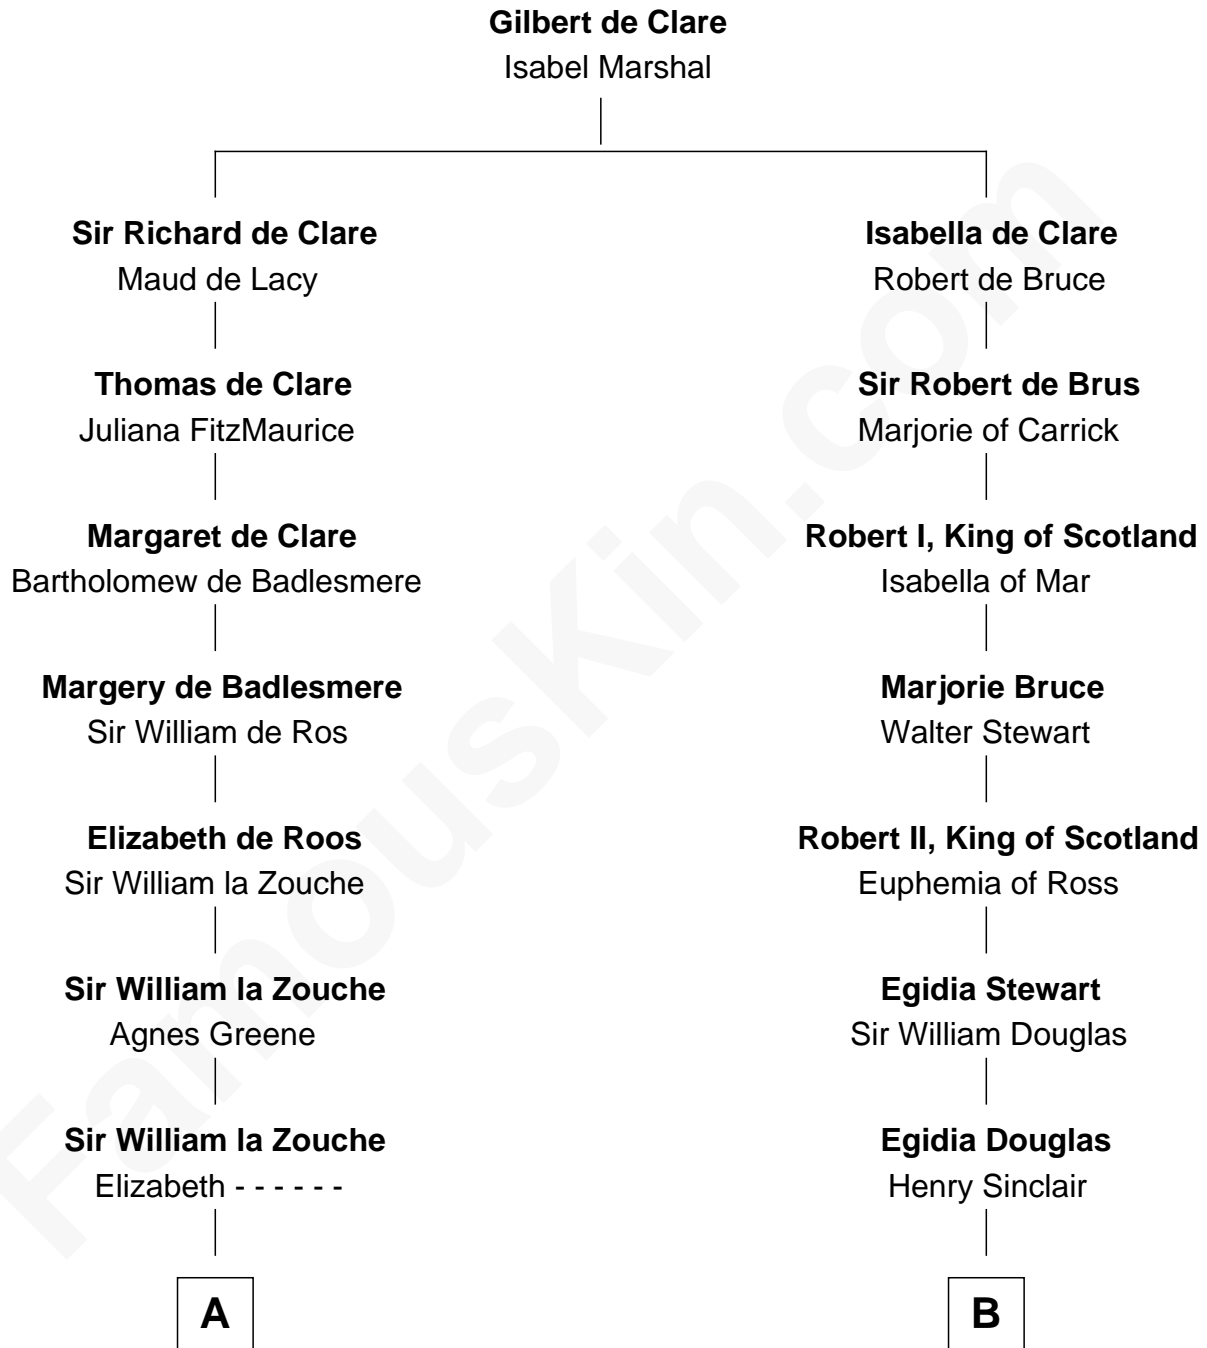 Gilbert de Clare
Isabel Marshal
Sir Richard de Clare
Maud de Lacy
Thomas de Clare
Juliana FitzMaurice
Margaret de Clare
Bartholomew de Badlesmere
Margery de Badlesmere
Sir William de Ros
Elizabeth de Roos
Sir William la Zouche
Sir William la Zouche
Agnes Greene
Sir William la Zouche
Elizabeth - - - - - -
A
Isabella de Clare
Robert de Bruce
Sir Robert de Brus
Marjorie of Carrick
Robert I, King of Scotland
Isabella of Mar
Marjorie Bruce
Walter Stewart
Robert II, King of Scotland
Euphemia of Ross
Egidia Stewart
Sir William Douglas
Egidia Douglas
Henry Sinclair
B
FamousKin.com